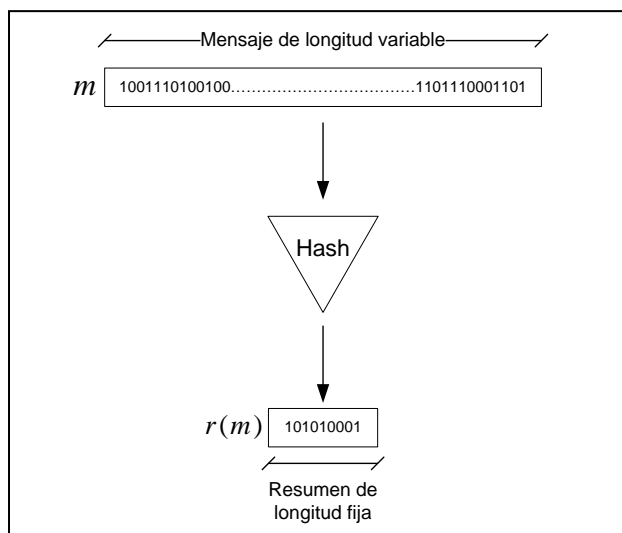 Mensaje de longitud variable
m 1001110100100.....................................1101110001101
Hash
r(m) 101010001
Resumen de
longitud fija